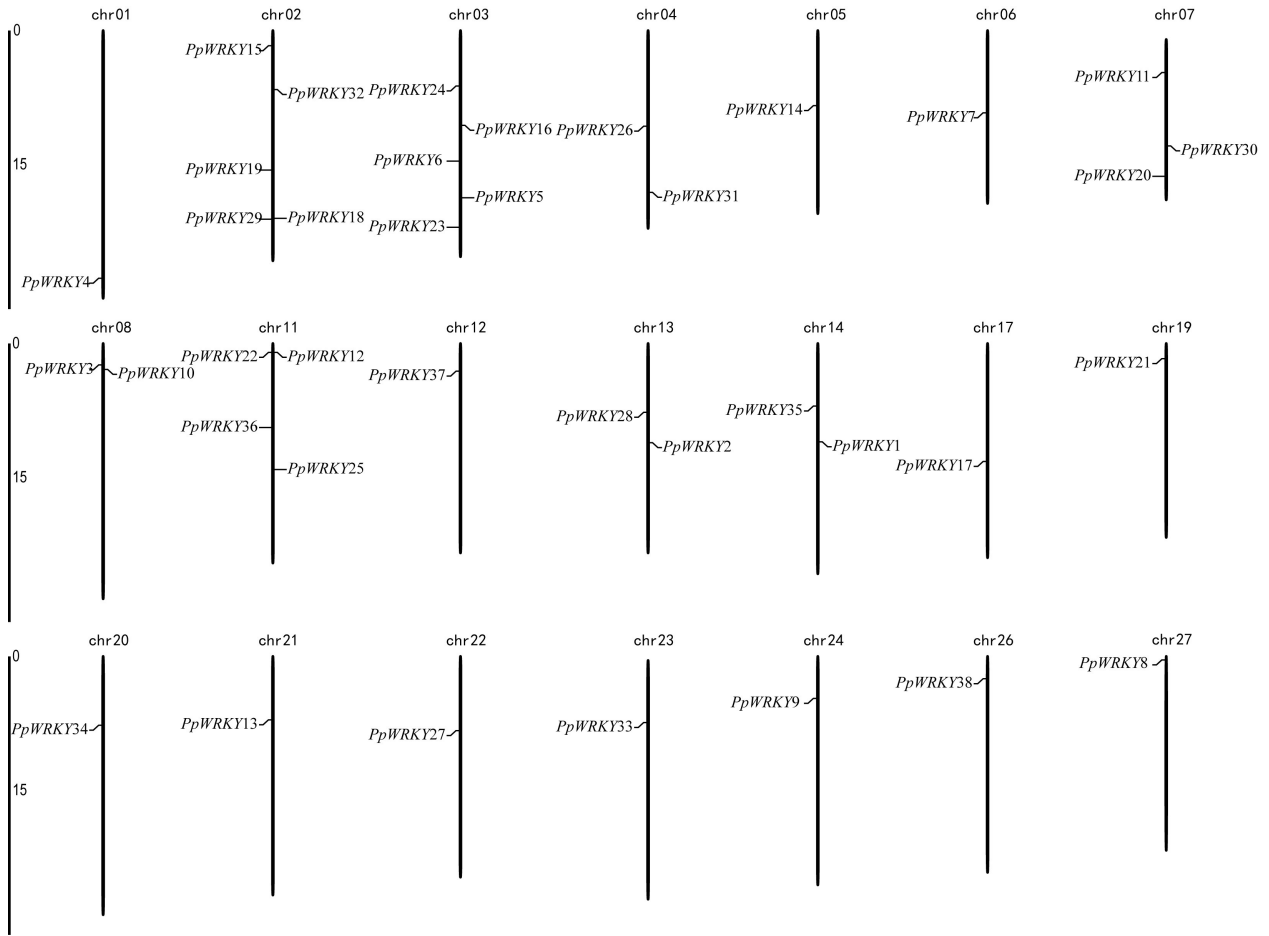 chr01 chr02 chr03 chr04 chr05 chr06 chr07
0
PpWRKY15
PpWRKY11
PpWRKY32 PpWRKY24
PpWRKY14
PpWRKY7
PpWRKY16 PpWRKY26
PpWRKY30
15
PpWRKY6
PpWRKY19
PpWRKY20
PpWRKY5 PpWRKY31
PpWRKY29 PpWRKY18
PpWRKY23
PpWRKY4
chr08 chr11 chr12 chr13 chr14 chr17 chr19
0
PpWRKY22 PpWRKY12
PpWRKY21
PpWRKY3 PpWRKY10
PpWRKY37
PpWRKY35
PpWRKY28
PpWRKY36
PpWRKY2 PpWRKY1
PpWRKY17
PpWRKY25
15
chr20 chr21 chr22 chr23 chr24 chr26 chr27
0
PpWRKY8
PpWRKY38
PpWRKY9
PpWRKY13
PpWRKY34 PpWRKY33
PpWRKY27
15